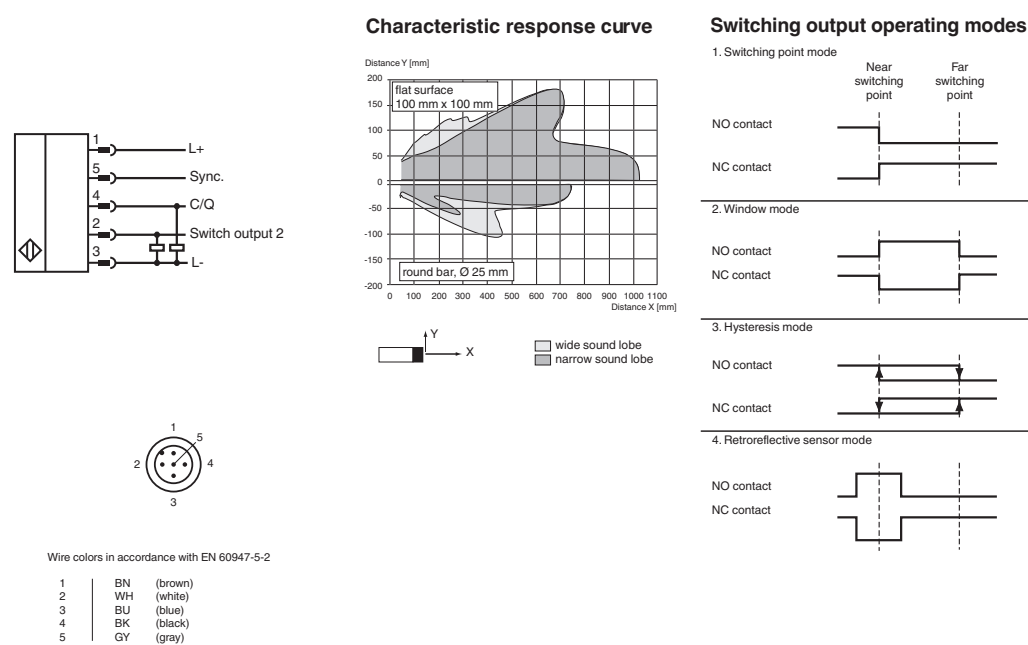 1
L+
5
Sync.
4
C/Q
2
Switch output 2
3
L-
1
5
2
4
3
Wire colors in accordance with EN 60947-5-2
1 BN (brown)
2 WH (white)
3 BU (blue)
4 BK (black)
5 GY (gray)
Characteristic response curve
Distance Y [mm]
200
150
100
50
0
-50
-100
-150
-200
flat surface
100 mm x 100 mm
round bar, Ø 25 mm
0 100 200 300 400 500 600 700 800 900 1000 1100
Distance X [mm]
Y
X
wide sound lobe
narrow sound lobe
Switching output operating modes
1. Switching point mode
Near switching point
Far switching point
NO contact
NC contact
2. Window mode
NO contact
NC contact
3. Hysteresis mode
NO contact
NC contact
4. Retroreflective sensor mode
NO contact
NC contact